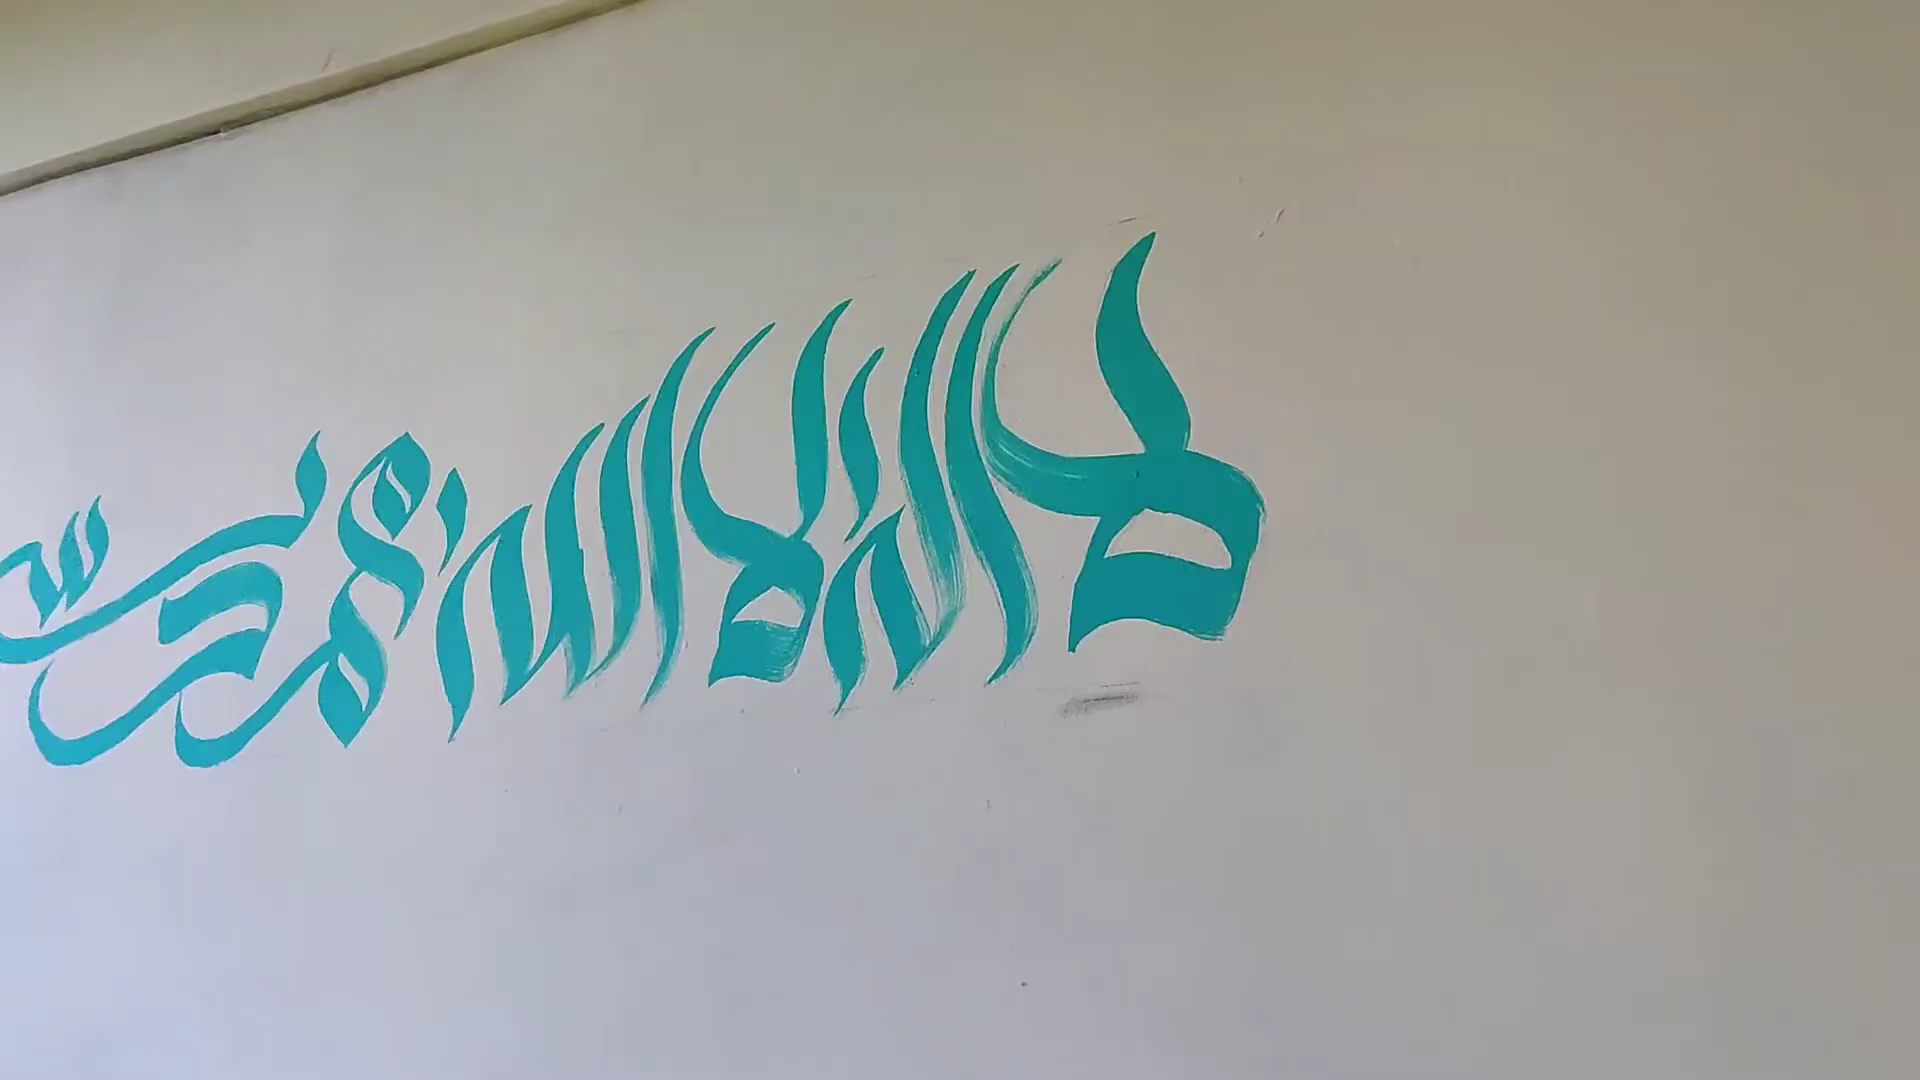 لا اله الا الله محمد